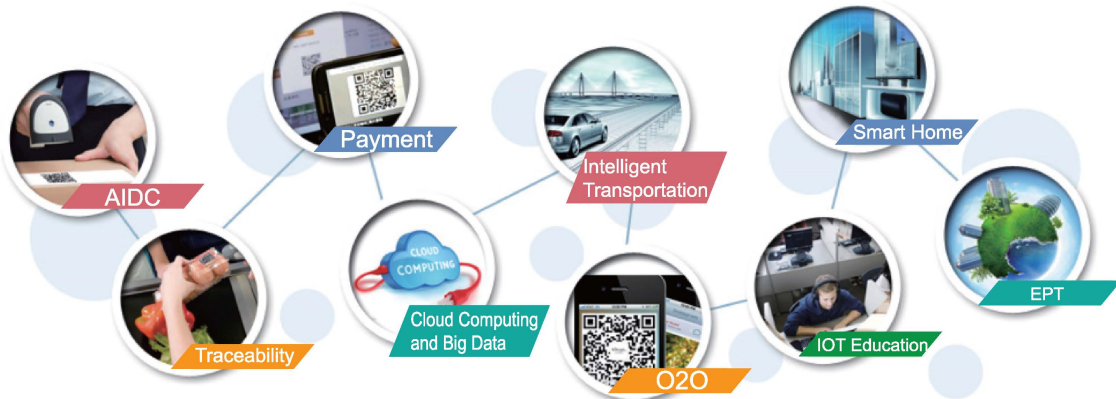 AIDC
Traceability
Payment
CLOUD
COMPUTING
Cloud Computing
and Big Data
Intelligent
Transportation
O2O
IOT Education
Smart Home
EPT